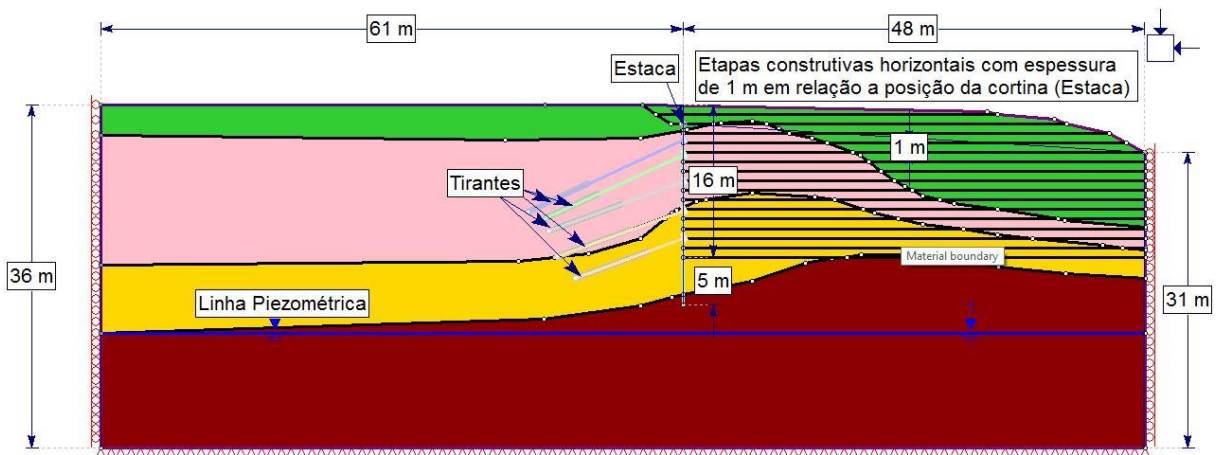 61 m
48 m
Estaca
Etapas construtivas horizontais com espessura
de 1 m em relação a posição da cortina (Estaca)
1 m
16 m
Tirantes
36 m
Material boundary
5 m
Linha Piezométrica
31 m